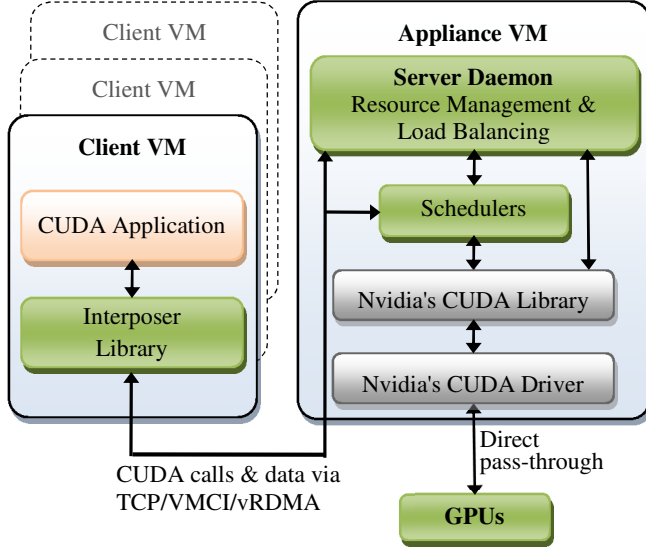 Client VM
Client VM
Client VM
CUDA Application
Interposer
Library
CUDA calls & data via
TCP/VMCI/vRDMA
Appliance VM
Server Daemon
Resource Management &
Load Balancing
Schedulers
Nvidia's CUDA Library
Nvidia's CUDA Driver
Direct
pass-through
GPUs